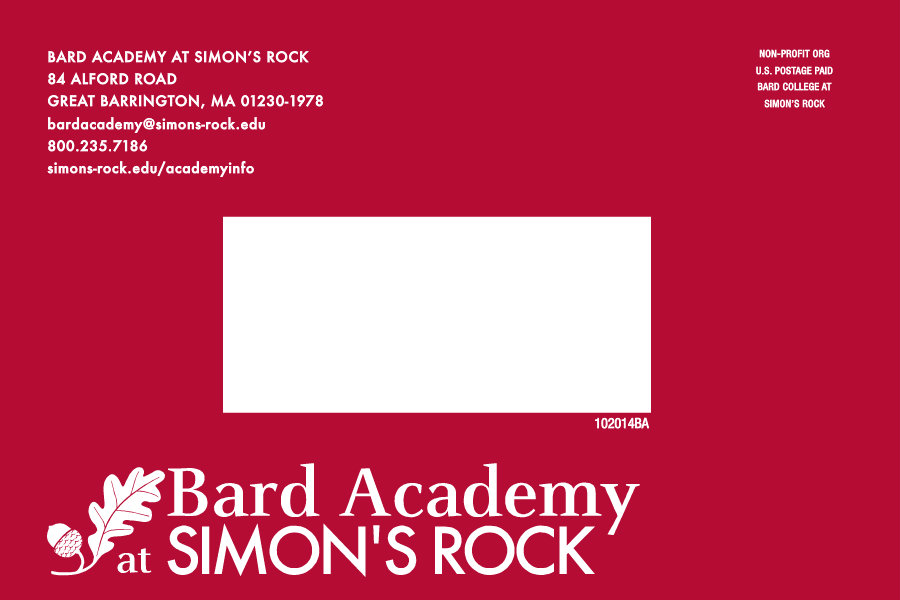 BARD ACADEMY AT SIMON’S ROCK
84 ALFORD ROAD
GREAT BARRINGTON, MA 01230-1978
bardacademy@simons-rock.edu
800.235.7186
simons-rock.edu/academyinfo
NON-PROFIT ORG
U.S. POSTAGE PAID
BARD COLLEGE AT
SIMON'S ROCK
102014BA
Bard Academy
at SIMON'S ROCK